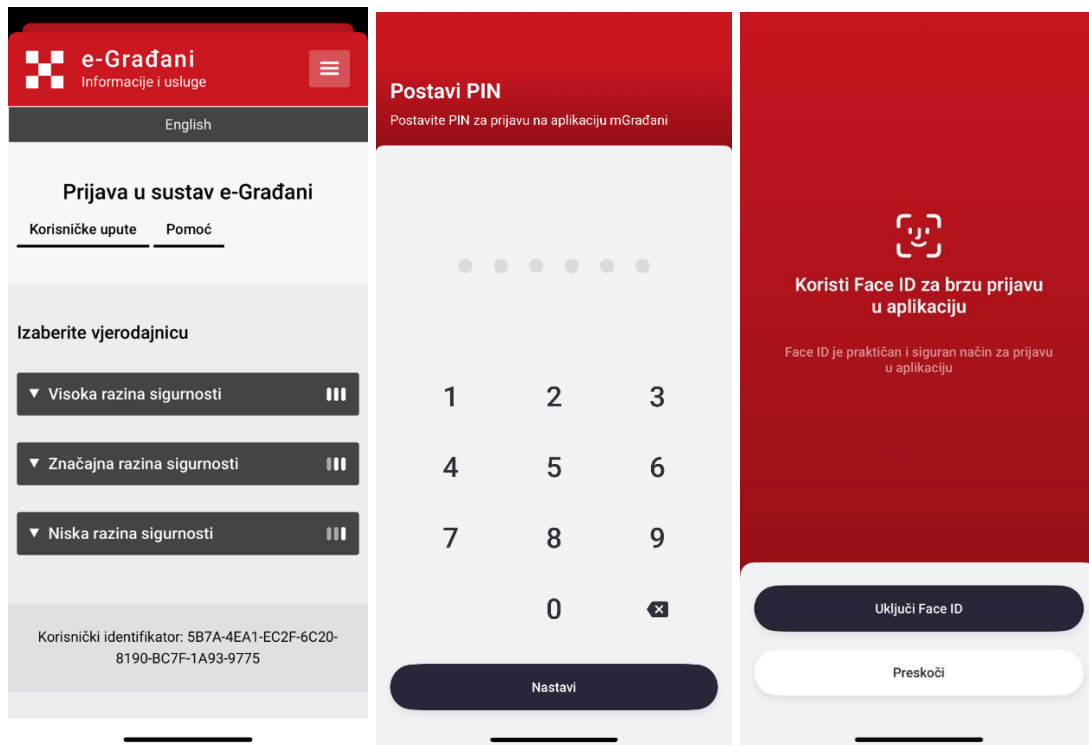 e-Građani
Informacije i usluge
English
Prijava u sustav e-Građani
Korisničke upute Pomoć
Izaberite vjerodajnicu
▼ Visoka razina sigurnosti
▼ Značajna razina sigurnosti
▼ Niska razina sigurnosti
Korisnički identifikator: 5B7A-4EA1-EC2F-6C20-
8190-BC7F-1A93-9775
Postavi PIN
Postavite PIN za prijavu na aplikaciju mGrađani
1 2 3
4 5 6
7 8 9
0
Nastavi
Koristi Face ID za brzu prijavu
u aplikaciju
Face ID je praktičan i siguran način za prijavu
u aplikaciju
Uključi Face ID
Preskoči